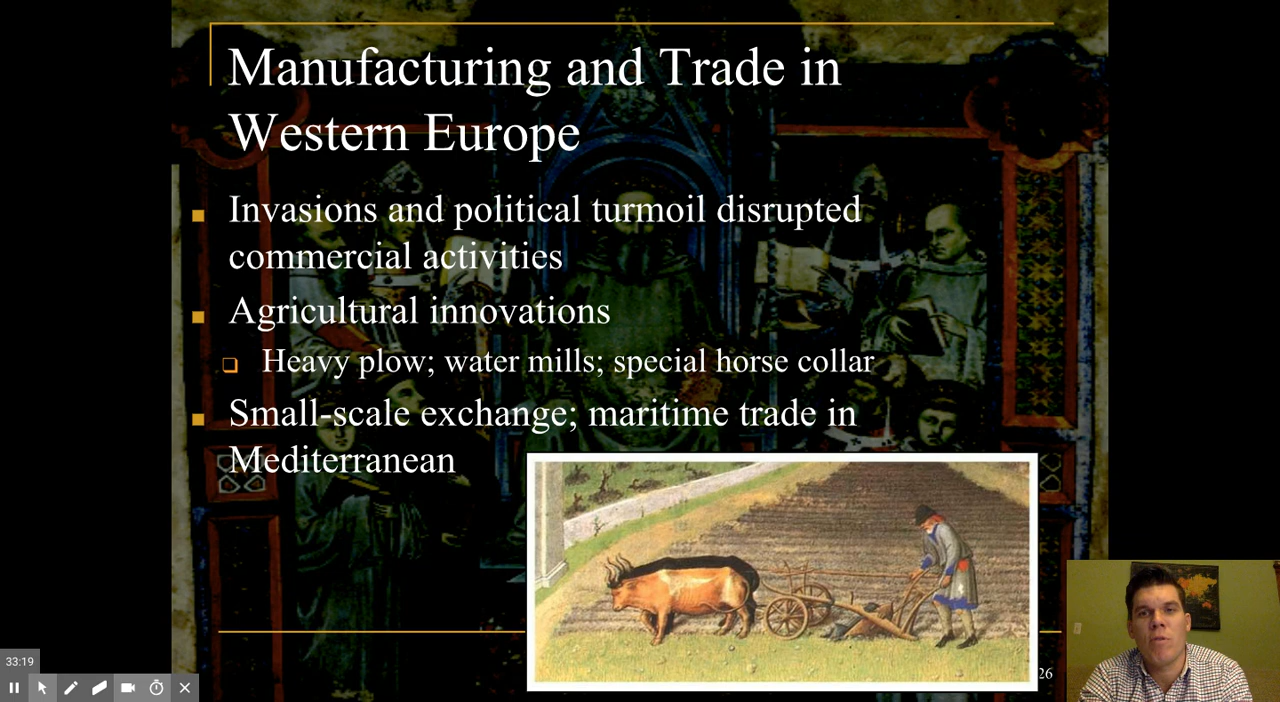 Manufacturing and Trade in
Western Europe
Invasions and political turmoil disrupted
commercial activities
Agricultural innovations
Heavy plow; water mills; special horse collar
Small-scale exchange; maritime trade in
Mediterranean
26
33:19